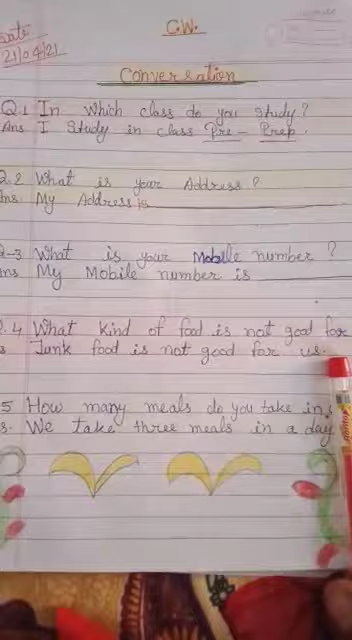 C.W.
Date
21/04/21
Conversation
Q.1 In which class do you study?
Ans I study in class Pre-Prep.
Q.2 What is your Address?
Ans. My Address is
Q-3 What is your Mobile number?
Ans My Mobile number is
Q.4 What kind of food is not good for
s Junk food is not good for us.
5 How many meals do you take in
s. We take three meals in a day